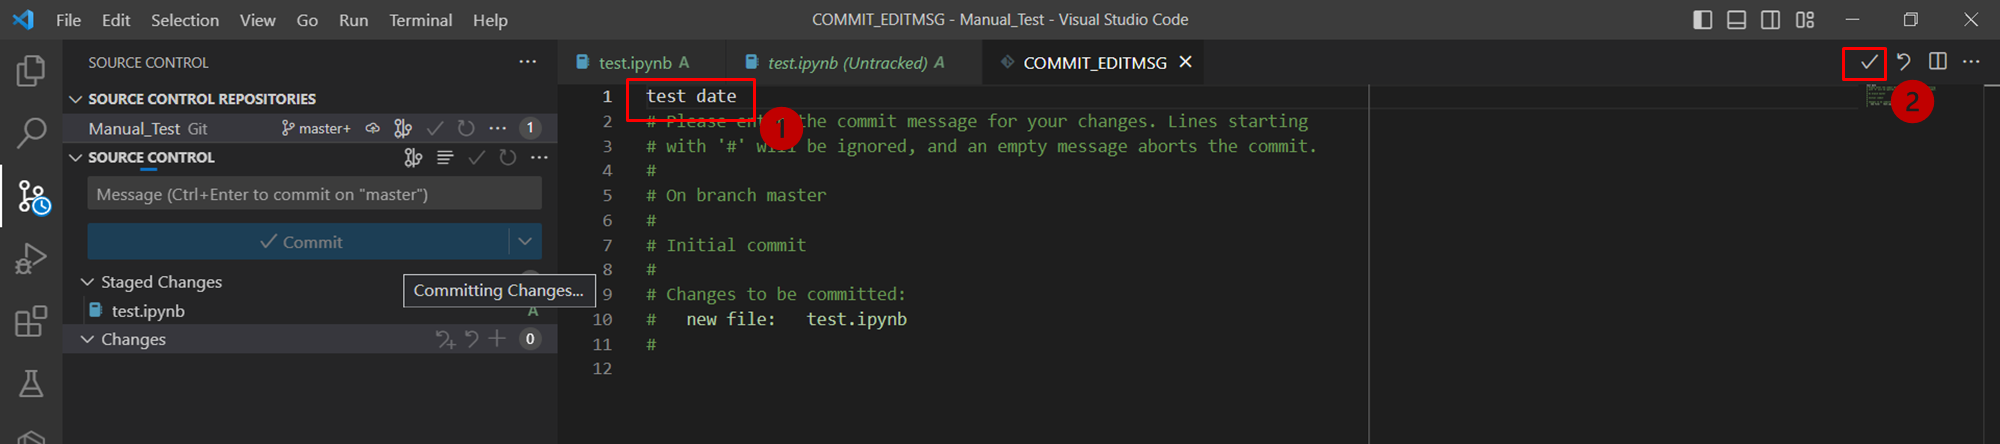 File Edit Selection View Go Run Terminal Help
COMMIT_EDITMSG - Manual_Test - Visual Studio Code
SOURCE CONTROL
SOURCE CONTROL REPOSITORIES
Manual_Test Git master+ 1
SOURCE CONTROL
Message (Ctrl+Enter to commit on "master")
Commit
Staged Changes
test.ipynb A
Changes 0
Committing Changes...
test.ipynb A
test.ipynb (Untracked) A
COMMIT_EDITMSG
1 test date
2 # Please enter the commit message for your changes. Lines starting
3 # with '#' will be ignored, and an empty message aborts the commit.
4 #
5 # On branch master
6 #
7 # Initial commit
8 #
9 # Changes to be committed:
10 # new file: test.ipynb
11 #
12
1
2